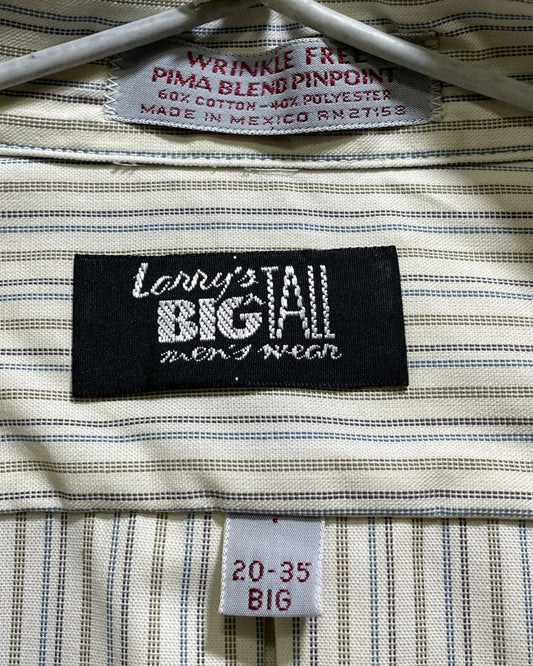 WRINKLE FREE
PIMA BLEND PINPOINT
60% COTTON-40% POLYESTER
MADE IN MEXICO RN27153
Larry's
BIG & TALL
men's wear
20-35
BIG